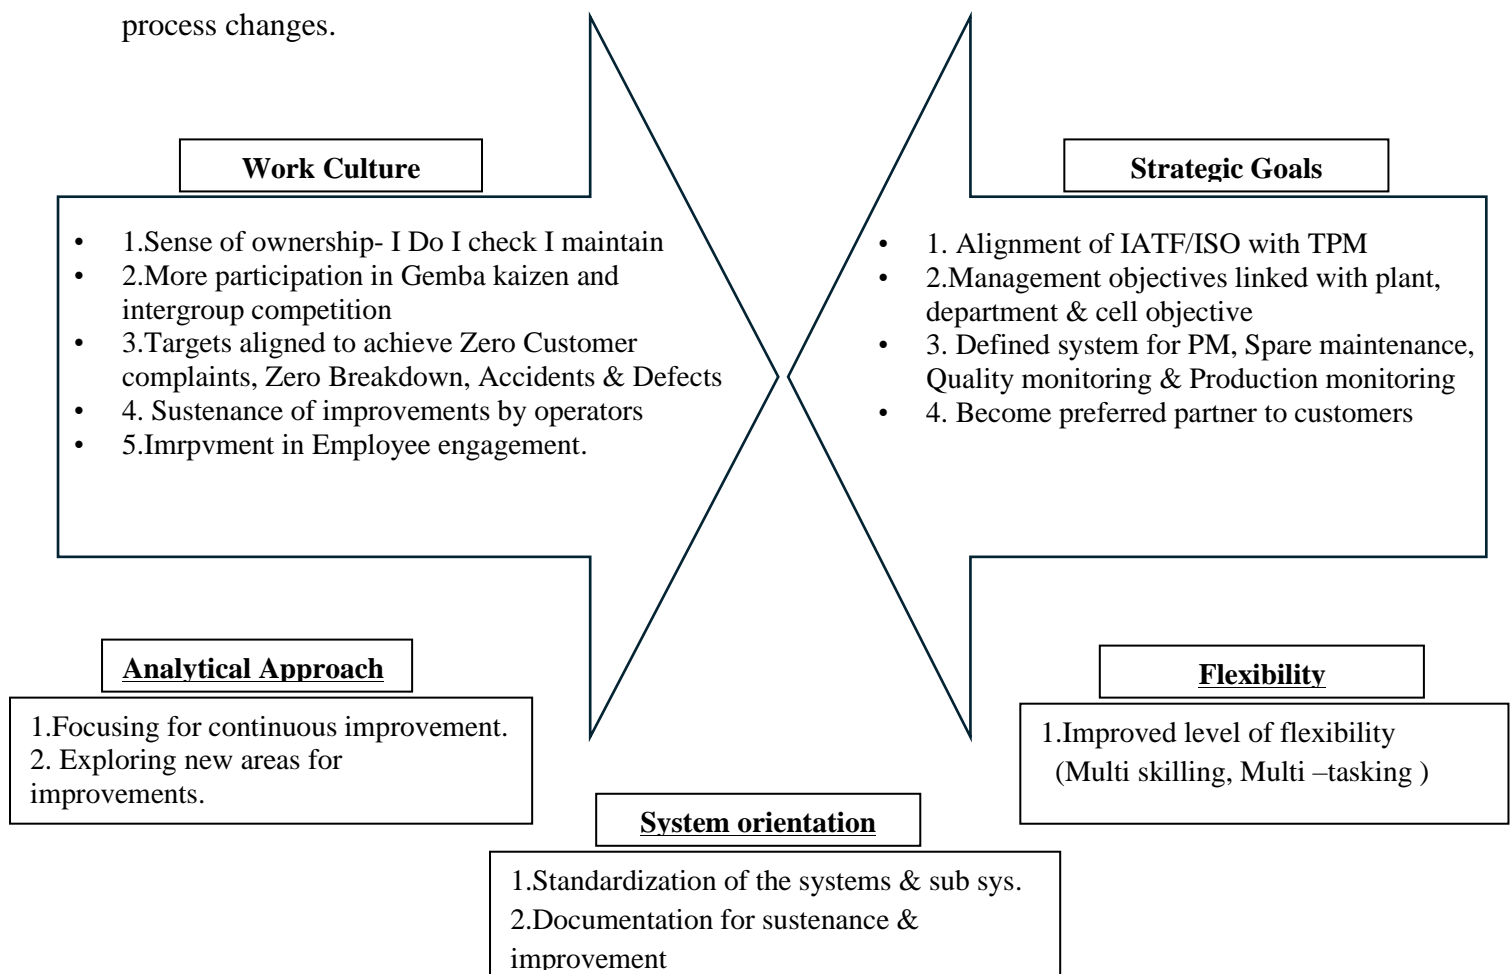 process changes.
Work Culture
• 1.Sense of ownership- I Do I check I maintain
• 2.More participation in Gemba kaizen and
intergroup competition
• 3.Targets aligned to achieve Zero Customer
complaints, Zero Breakdown, Accidents & Defects
• 4. Sustenance of improvements by operators
• 5.Imrpvment in Employee engagement.
Strategic Goals
• 1. Alignment of IATF/ISO with TPM
• 2.Management objectives linked with plant,
department & cell objective
• 3. Defined system for PM, Spare maintenance,
Quality monitoring & Production monitoring
• 4. Become preferred partner to customers
Analytical Approach
1.Focusing for continuous improvement.
2. Exploring new areas for
improvements.
Flexibility
1.Improved level of flexibility
(Multi skilling, Multi –tasking )
System orientation
1.Standardization of the systems & sub sys.
2.Documentation for sustenance &
improvement